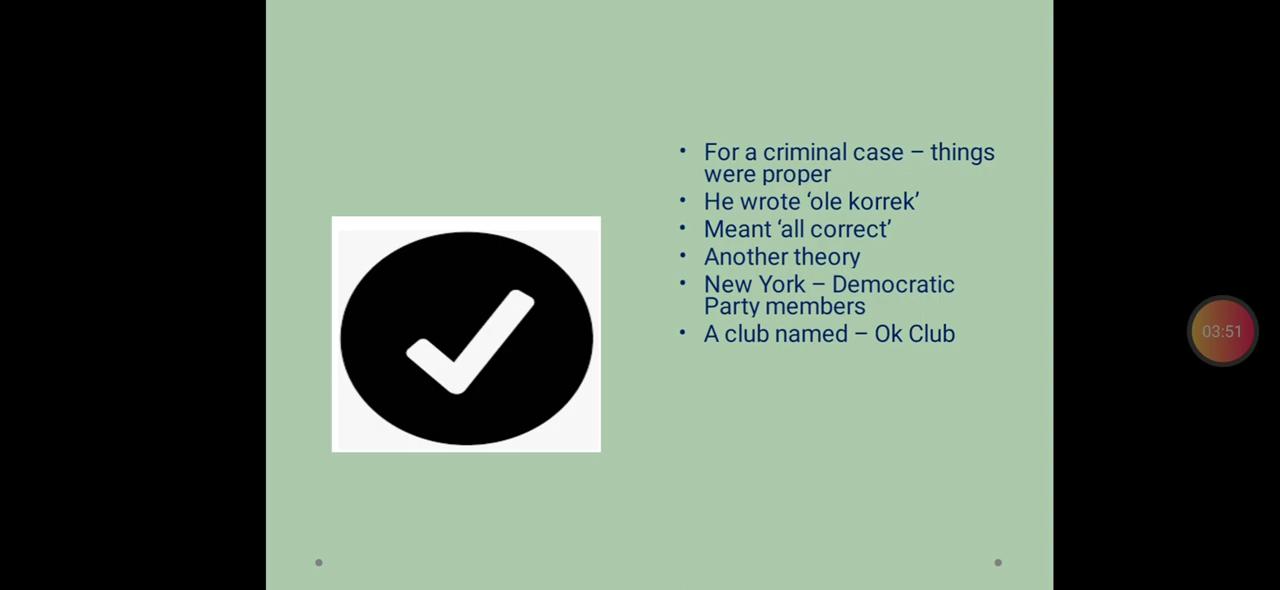 • For a criminal case – things
were proper
• He wrote ‘ole korrek’
• Meant ‘all correct’
• Another theory
• New York – Democratic
Party members
• A club named – Ok Club
03:51